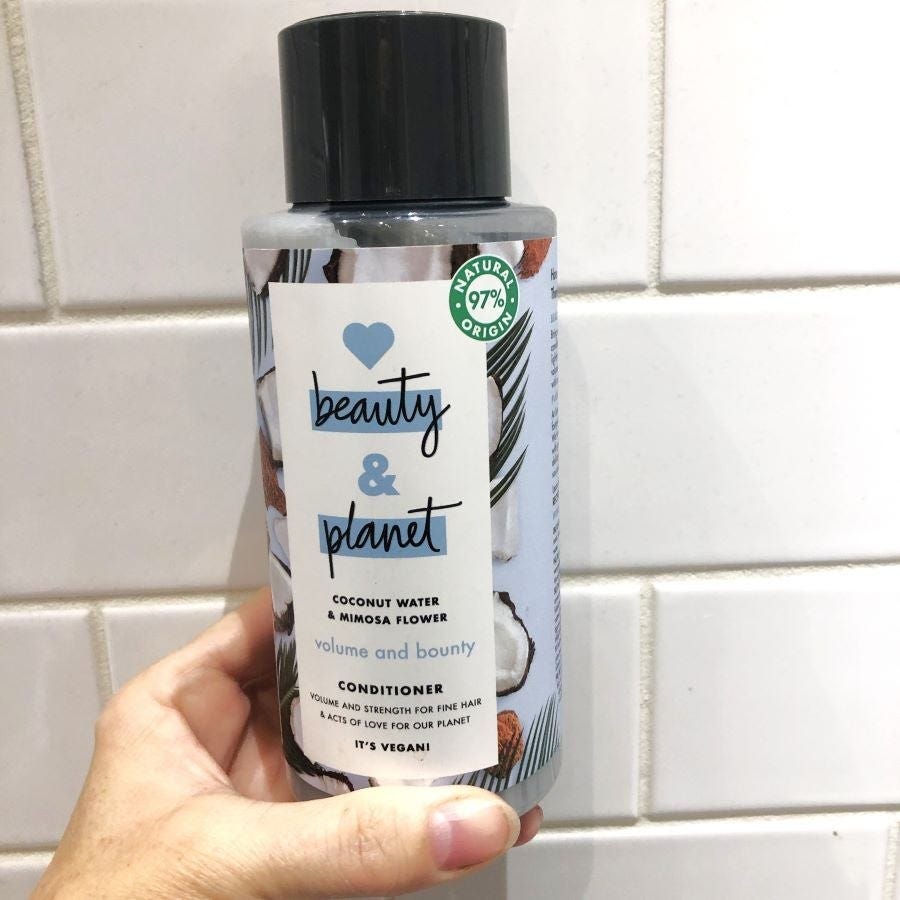 NATURAL
97%
ORIGIN
beauty
&
planet
COCONUT WATER
& MIMOSA FLOWER
volume and bounty
CONDITIONER
VOLUME AND STRENGTH FOR FINE HAIR
& ACTS OF LOVE FOR OUR PLANET
IT'S VEGAN!